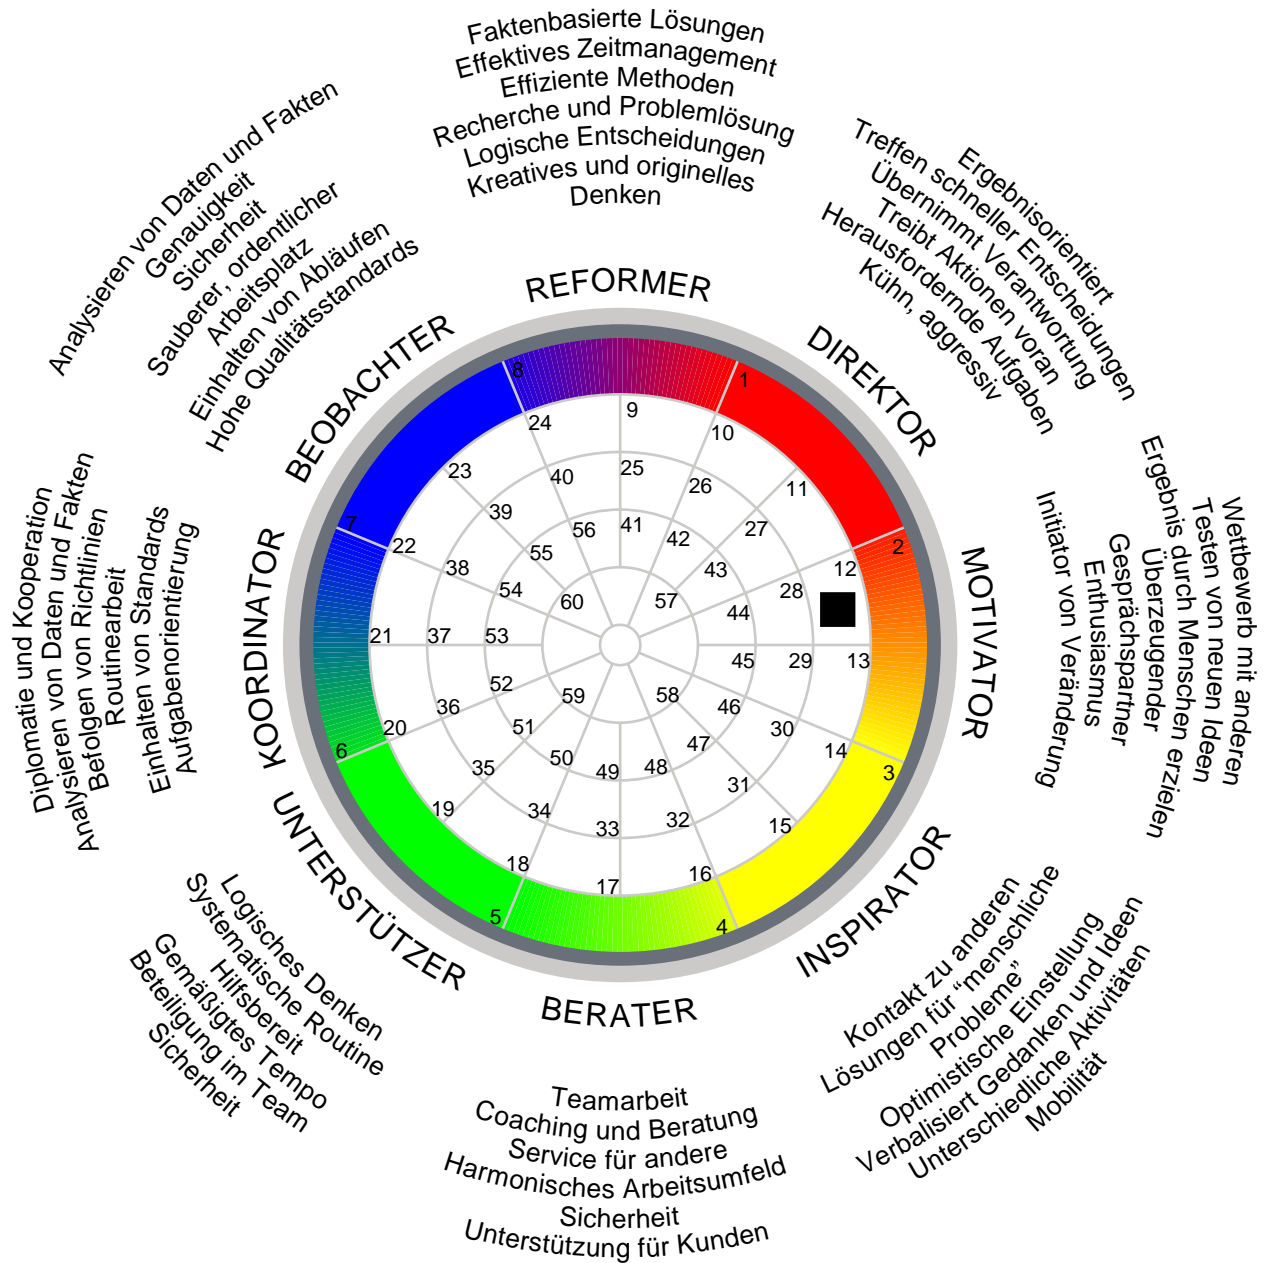 Faktenbasierte Lösungen
Effektives Zeitmanagement
Effiziente Methoden
Recherche und Problemlösung
Logische Entscheidungen
Kreatives und originelles
Denken
REFORMER
Ergebnisorientiert
Treffen schneller Entscheidungen
Übernimmt Verantwortung
Treibt Aktionen voran
Herausfordernde Aufgaben
Kühn, aggressiv
DIREKTOR
Wettbewerb mit anderen
Testen von neuen Ideen
Ergebnis durch Menschen erzielen
Überzeugender
Gesprächspartner
Enthusiasmus
Initiator von Veränderung
MOTIVATOR
Kontakt zu anderen
Lösungen für “menschliche
Probleme”
Optimistische Einstellung
Verbalisiert Gedanken und Ideen
Unterschiedliche Aktivitäten
Mobilität
INSPIRATOR
BERATER
Teamarbeit
Coaching und Beratung
Service für andere
Harmonisches Arbeitsumfeld
Sicherheit
Unterstützung für Kunden
UNTERSTÜTZER
Logisches Denken
Systematische Routine
Hilfsbereit
Gemäßigtes Tempo
Beteiligung im Team
Sicherheit
KOORDINATOR
Diplomatie und Kooperation
Analysieren von Daten und Fakten
Befolgen von Richtlinien
Routinearbeit
Einhalten von Standards
Aufgabenorientierung
BEOBACHTER
Analysieren von Daten und Fakten
Genauigkeit
Sicherheit
Sauberer, ordentlicher
Arbeitsplatz
Einhalten von Abläufen
Hohe Qualitätsstandards
1
2
3
4
5
6
7
8
9
10
11
12
13
14
15
16
17
18
19
20
21
22
23
24
25
26
27
28
29
30
31
32
33
34
35
36
37
38
39
40
41
42
43
44
45
46
47
48
49
50
51
52
53
54
55
56
57
58
59
60